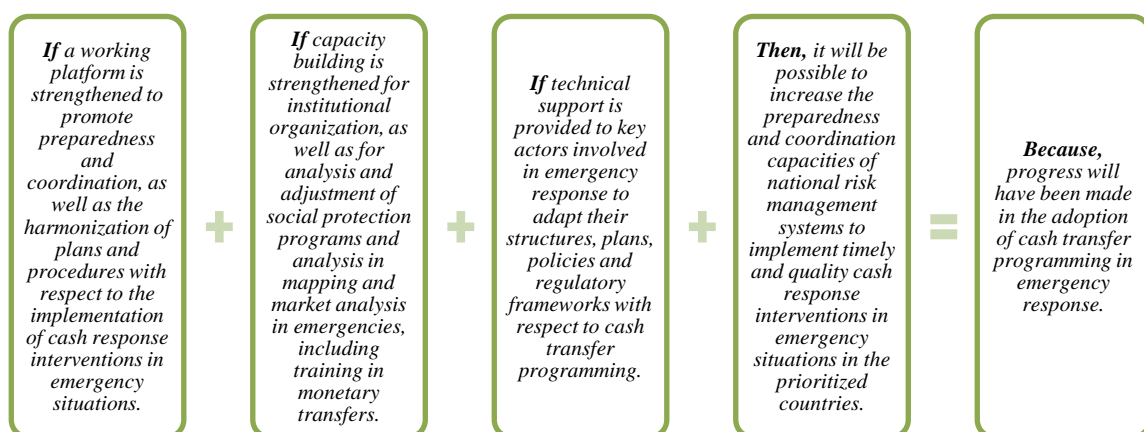 If a working
platform is
strengthened to
promote
preparedness
and
coordination, as
well as the
harmonization of
plans and
procedures with
respect to the
implementation
of cash response
interventions in
emergency
situations.
+
If capacity
building is
strengthened for
institutional
organization, as
well as for
analysis and
adjustment of
social protection
programs and
analysis in
mapping and
market analysis
in emergencies,
including
training in
monetary
transfers.
+
If technical
support is
provided to key
actors involved
in emergency
response to
adapt their
structures, plans,
policies and
regulatory
frameworks with
respect to cash
transfer
programming.
+
Then, it will be
possible to
increase the
preparedness
and coordination
capacities of
national risk
management
systems to
implement timely
and quality cash
response
interventions in
emergency
situations in the
prioritized
countries.
=
Because,
progress will
have been made
in the adoption
of cash transfer
programming in
emergency
response.